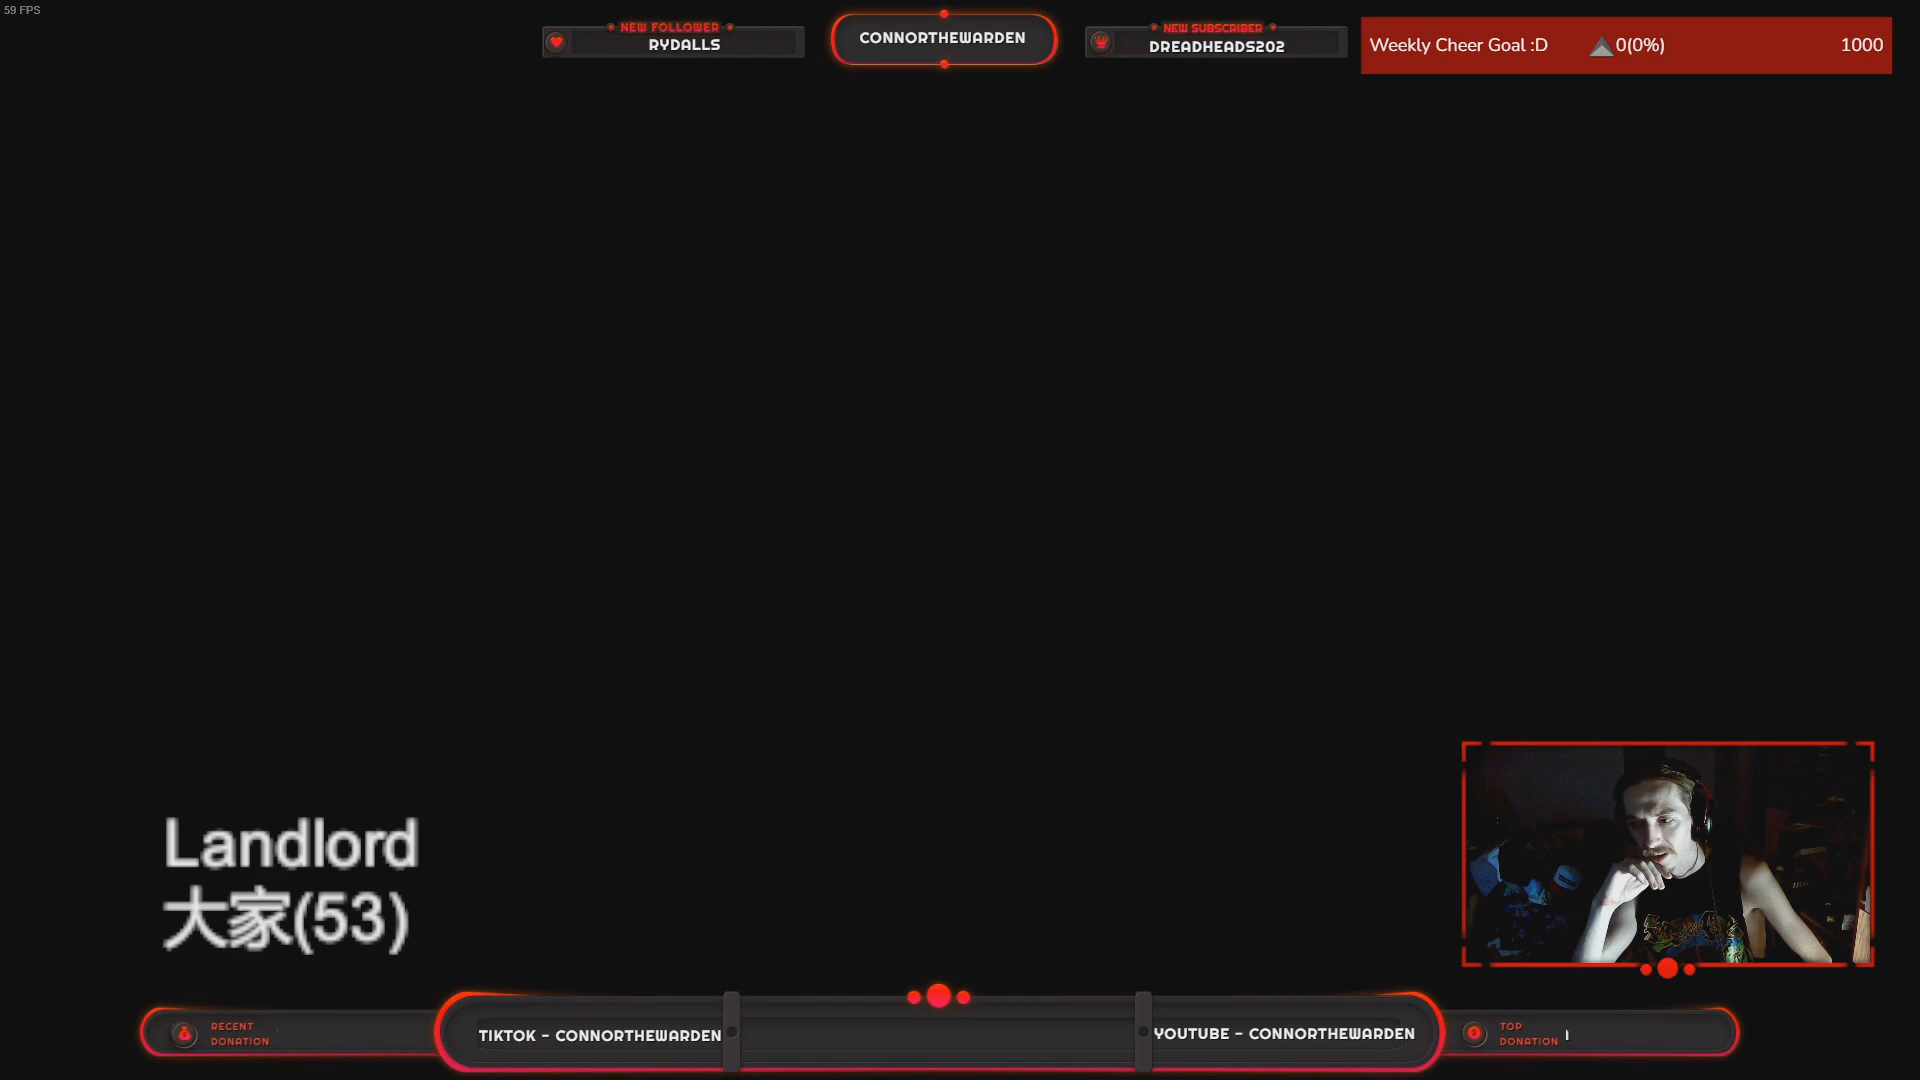 59 FPS
NEW FOLLOWER
RYDALLS
CONNORTHEWARDEN
NEW SUBSCRIBER
DREADHEADS202
Weekly Cheer Goal :D
0(0%)
1000
Landlord
大家(53)
RECENT
DONATION
TIKTOK - CONNORTHEWARDEN
YOUTUBE - CONNORTHEWARDEN
TOP
DONATION